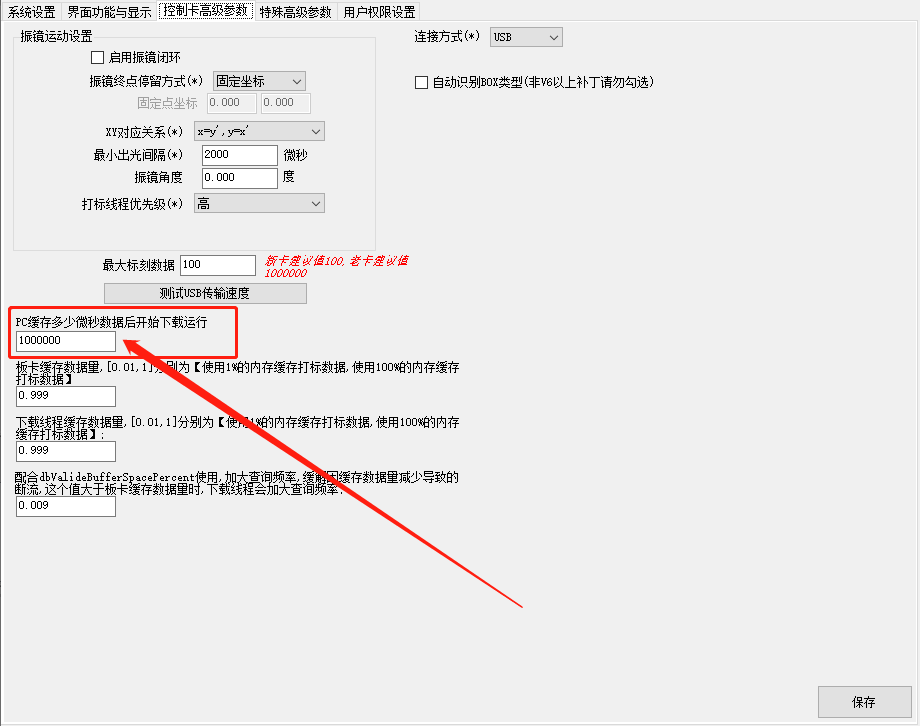 系统设置 界面功能与显示 控制卡高级参数 特殊高级参数 用户权限设置
振镜运动设置
启用振镜闭环
振镜终点停留方式(*) 固定坐标
固定点坐标 0.000 0.000
XY对应关系(*) x=y',y=x'
最小出光间隔(*) 2000 微秒
振镜角度 0.000 度
打标线程优先级(*) 高
连接方式(*) USB
自动识别BOX类型(非V6以上补丁请勿勾选)
最大标刻数据 100
新卡建议值100,老卡建议值
1000000
测试USB传输速度
PC缓存多少微秒数据后开始下载运行
1000000
板卡缓存数据量,[0.01,1]分别为【使用1%的内存缓存打标数据,使用100%的内存缓存
打标数据】
0.999
下载线程缓存数据量,[0.01,1]分别为【使用1%的内存缓存打标数据,使用100%的内存
缓存打标数据】;
0.999
配合dbValideBufferSpacePercent使用,加大查询频率,缓解因缓存数据量减少导致的
断流,这个值大于板卡缓存数据量时,下载线程会加大查询频率.
0.009
保存